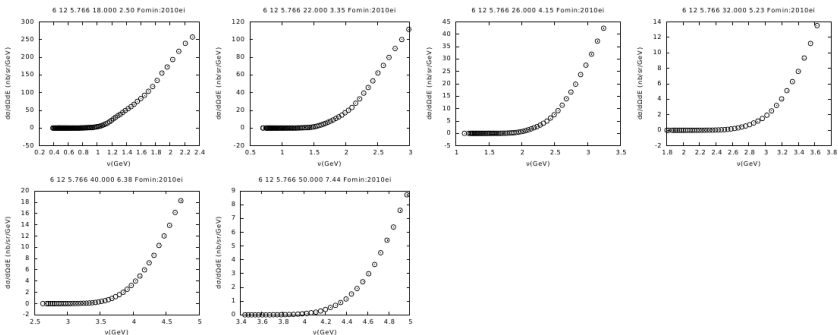 6 12 5.766 18.000 2.50 Fomin:2010ei
dσ/dΩdE (nb/sr/GeV)
300
250
200
150
100
50
0
-50
0.2 0.4 0.6 0.8 1 1.2 1.4 1.6 1.8 2 2.2 2.4
ν(GeV)
6 12 5.766 22.000 3.35 Fomin:2010ei
dσ/dΩdE (nb/sr/GeV)
120
100
80
60
40
20
0
-20
0.5 1 1.5 2 2.5 3
ν(GeV)
6 12 5.766 26.000 4.15 Fomin:2010ei
dσ/dΩdE (nb/sr/GeV)
45
40
35
30
25
20
15
10
5
0
-5
1 1.5 2 2.5 3 3.5
ν(GeV)
6 12 5.766 32.000 5.23 Fomin:2010ei
dσ/dΩdE (nb/sr/GeV)
14
12
10
8
6
4
2
0
-2
1.8 2 2.2 2.4 2.6 2.8 3 3.2 3.4 3.6 3.8
ν(GeV)
6 12 5.766 40.000 6.38 Fomin:2010ei
dσ/dΩdE (nb/sr/GeV)
20
18
16
14
12
10
8
6
4
2
0
-2
2.5 3 3.5 4 4.5 5
ν(GeV)
6 12 5.766 50.000 7.44 Fomin:2010ei
dσ/dΩdE (nb/sr/GeV)
9
8
7
6
5
4
3
2
1
0
3.4 3.6 3.8 4 4.2 4.4 4.6 4.8 5
ν(GeV)